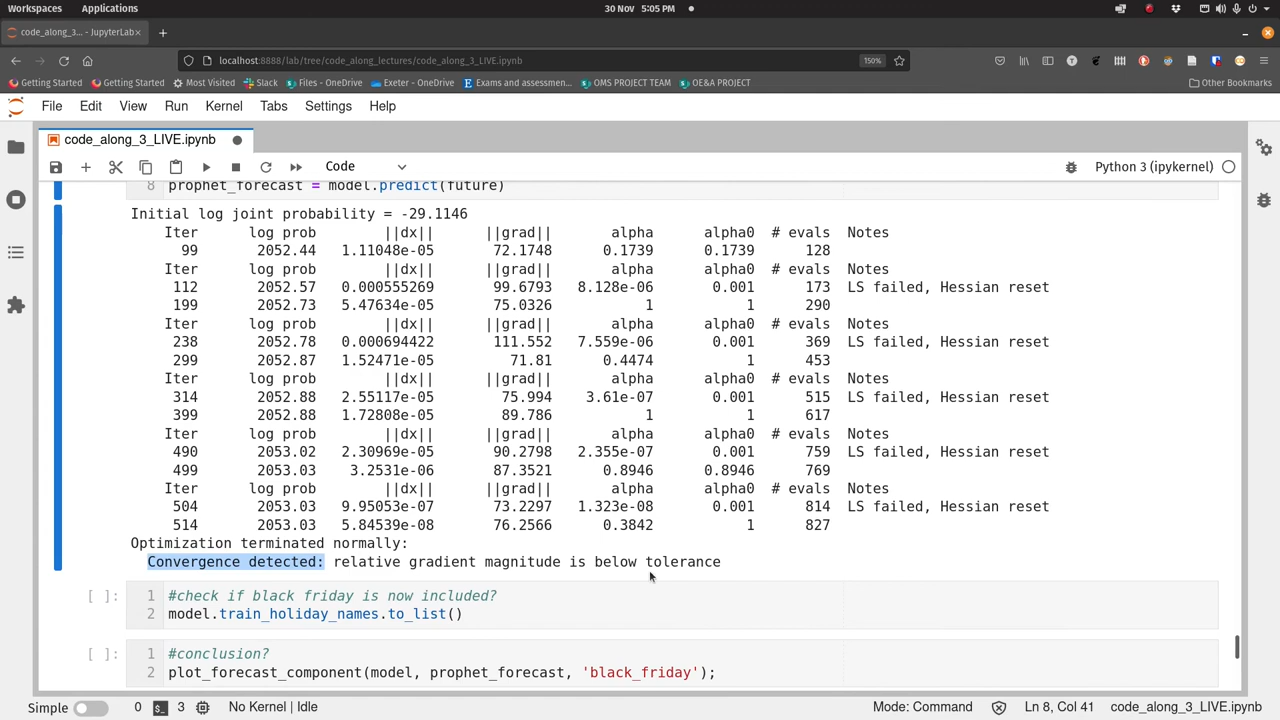 Workspaces Applications 30 Nov 5:05 PM
code_along_3... - JupyterLab
localhost:8888/lab/tree/code_along_lectures/code_along_3_LIVE.ipynb 150%
Getting Started Getting Started Most Visited Slack Files - OneDrive Exeter - OneDrive Exams and assessmen... OMS PROJECT TEAM OE&A PROJECT Other Bookmarks
File Edit View Run Kernel Tabs Settings Help
code_along_3_LIVE.ipynb
Code Python 3 (ipykernel)
8 prophet_forecast = model.predict(future)
Initial log joint probability = -29.1146
Iter log prob ||dx|| ||grad|| alpha alpha0 # evals Notes
99 2052.44 1.11048e-05 72.1748 0.1739 0.1739 128
Iter log prob ||dx|| ||grad|| alpha alpha0 # evals Notes
112 2052.57 0.000555269 99.6793 8.128e-06 0.001 173 LS failed, Hessian reset
199 2052.73 5.47634e-05 75.0326 1 1 290
Iter log prob ||dx|| ||grad|| alpha alpha0 # evals Notes
238 2052.78 0.000694422 111.552 7.559e-06 0.001 369 LS failed, Hessian reset
299 2052.87 1.52471e-05 71.81 0.4474 1 453
Iter log prob ||dx|| ||grad|| alpha alpha0 # evals Notes
314 2052.88 2.55117e-05 75.994 3.61e-07 0.001 515 LS failed, Hessian reset
399 2052.88 1.72808e-05 89.786 1 1 617
Iter log prob ||dx|| ||grad|| alpha alpha0 # evals Notes
490 2053.02 2.30969e-05 90.2798 2.355e-07 0.001 759 LS failed, Hessian reset
499 2053.03 3.2531e-06 87.3521 0.8946 0.8946 769
Iter log prob ||dx|| ||grad|| alpha alpha0 # evals Notes
504 2053.03 9.95053e-07 73.2297 1.323e-08 0.001 814 LS failed, Hessian reset
514 2053.03 5.84539e-08 76.2566 0.3842 1 827
Optimization terminated normally:
Convergence detected: relative gradient magnitude is below tolerance
[ ]: 1 #check if black friday is now included?
2 model.train_holiday_names.to_list()
[ ]: 1 #conclusion?
2 plot_forecast_component(model, prophet_forecast, 'black_friday');
Simple 0 3 No Kernel | Idle Mode: Command Ln 8, Col 41 code_along_3_LIVE.ipynb